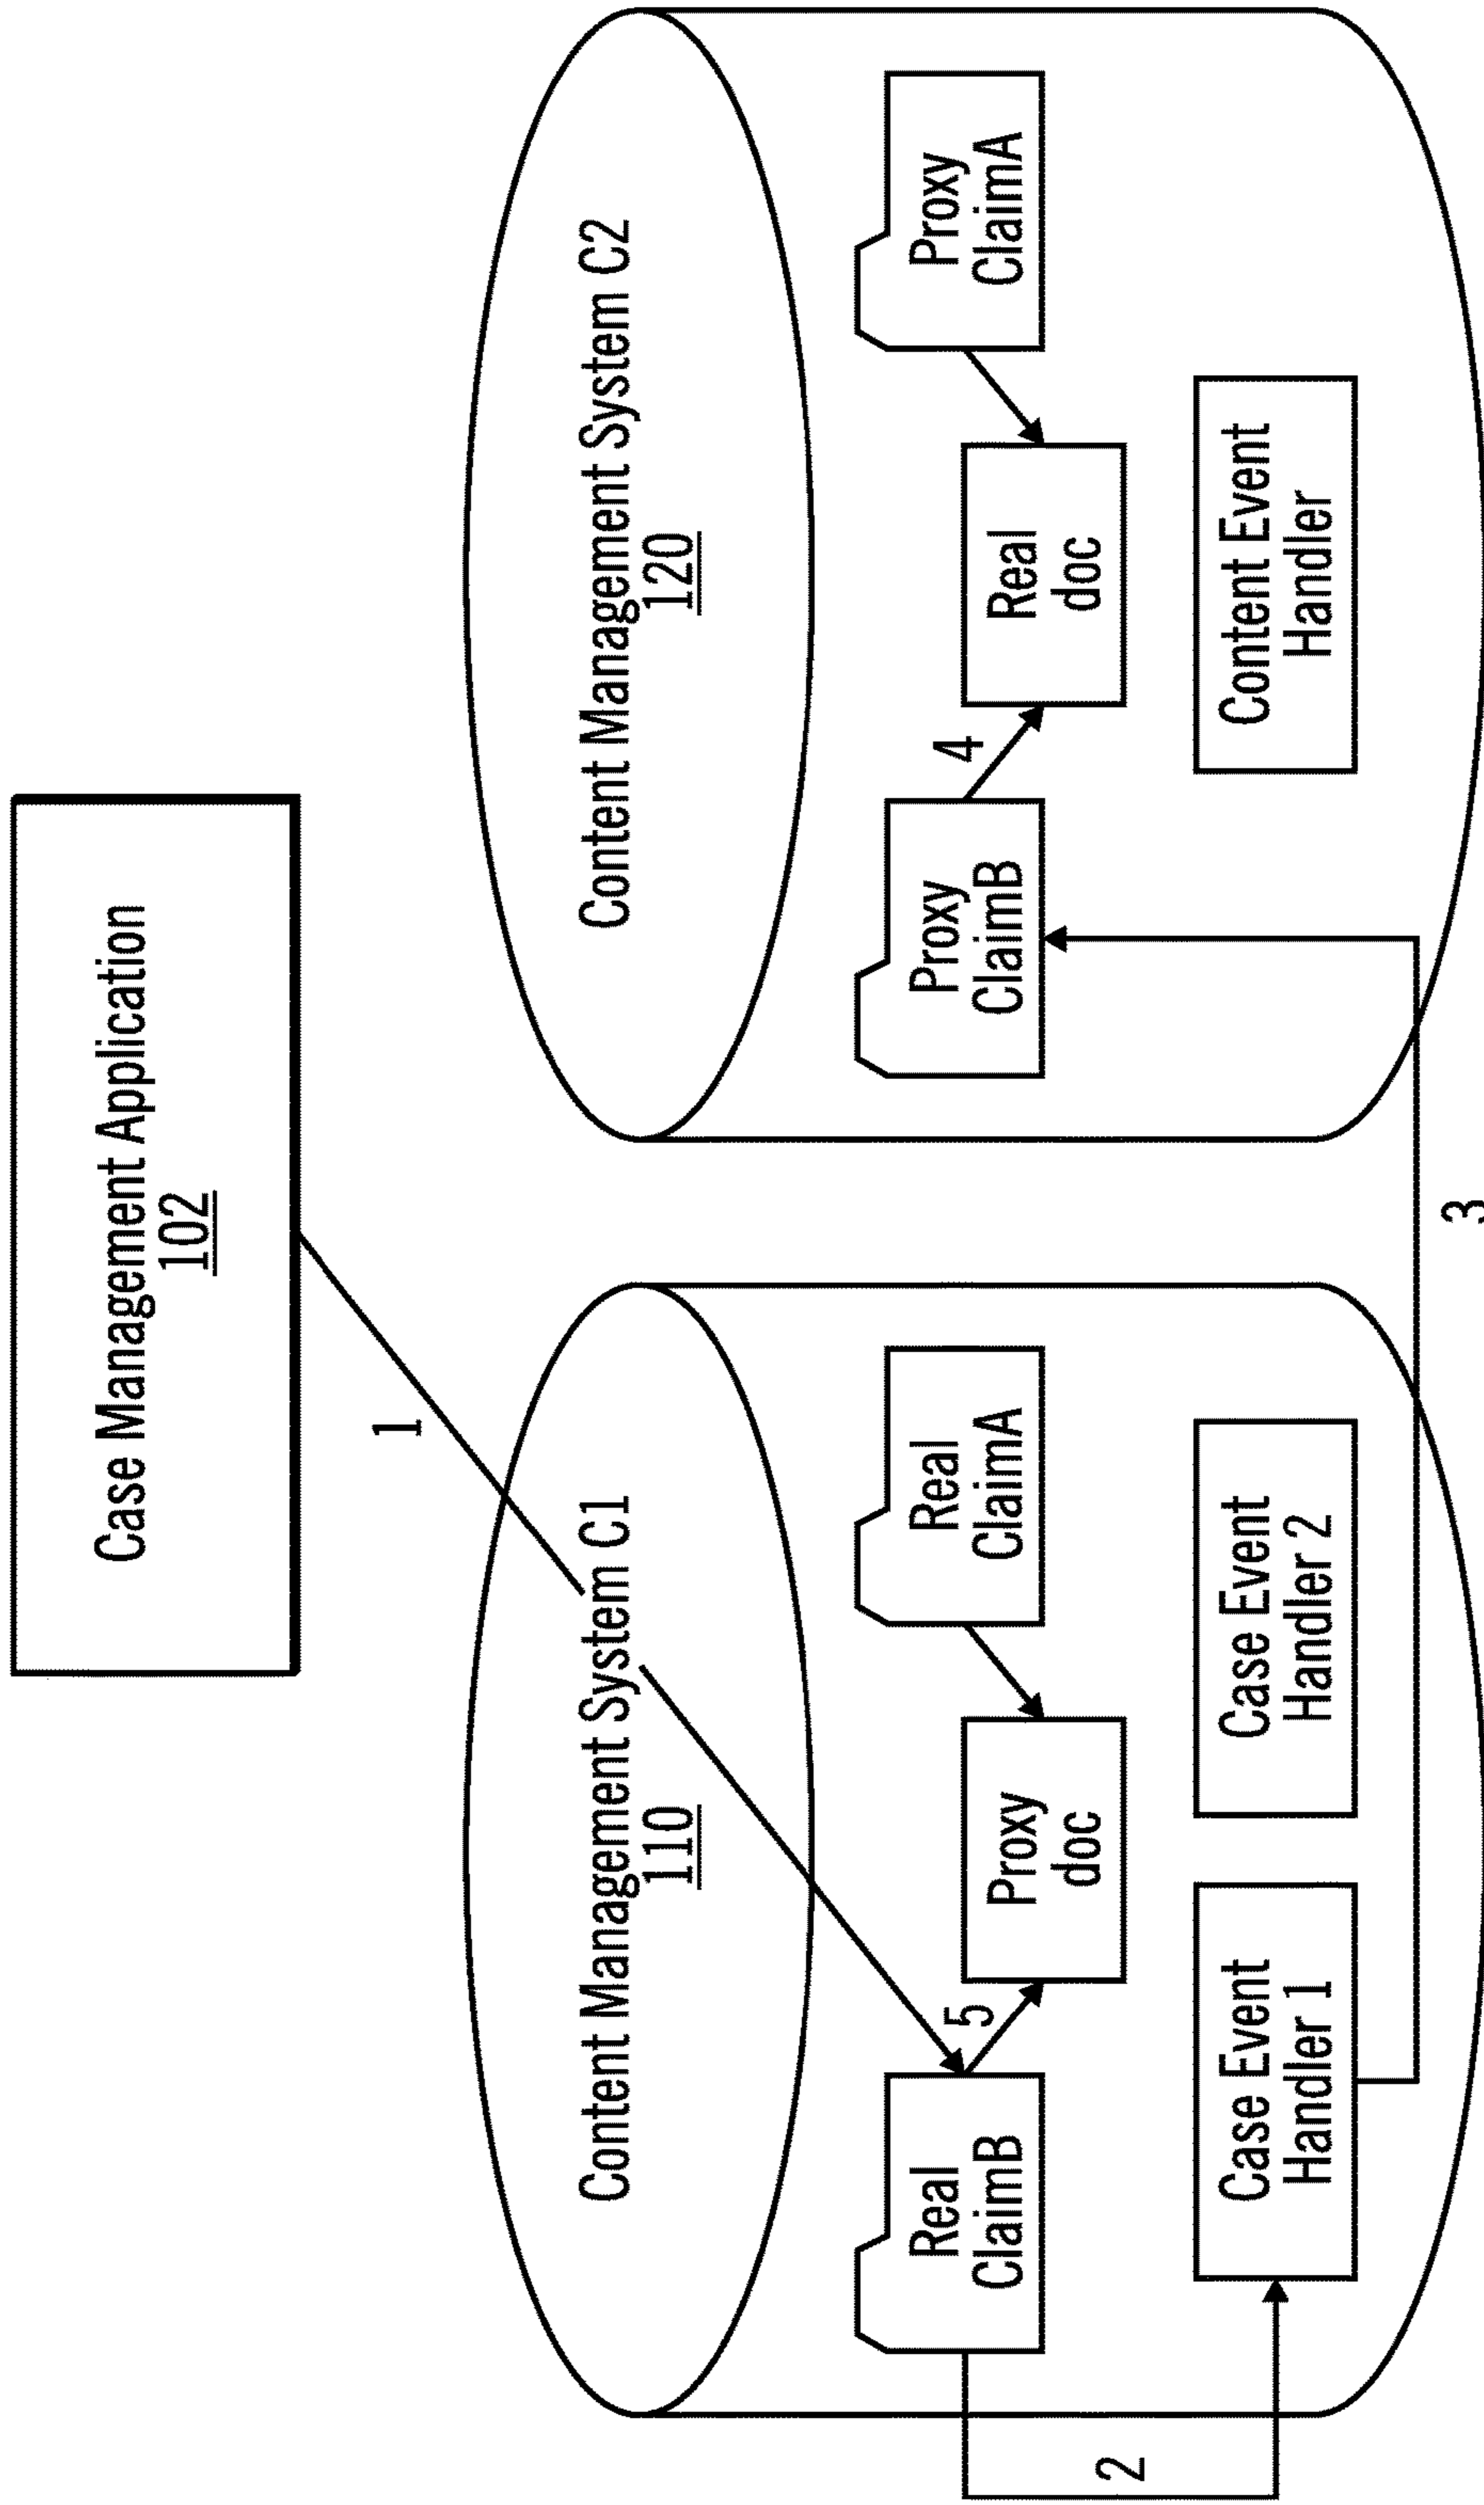 Case Management Application
102
1
Content Management System C1
110
Real
ClaimB
5
Proxy
doc
Real
ClaimA
Case Event
Handler 1
Case Event
Handler 2
2
3
Content Management System C2
120
Proxy
ClaimB
4
Real
doc
Proxy
ClaimA
Content Event
Handler